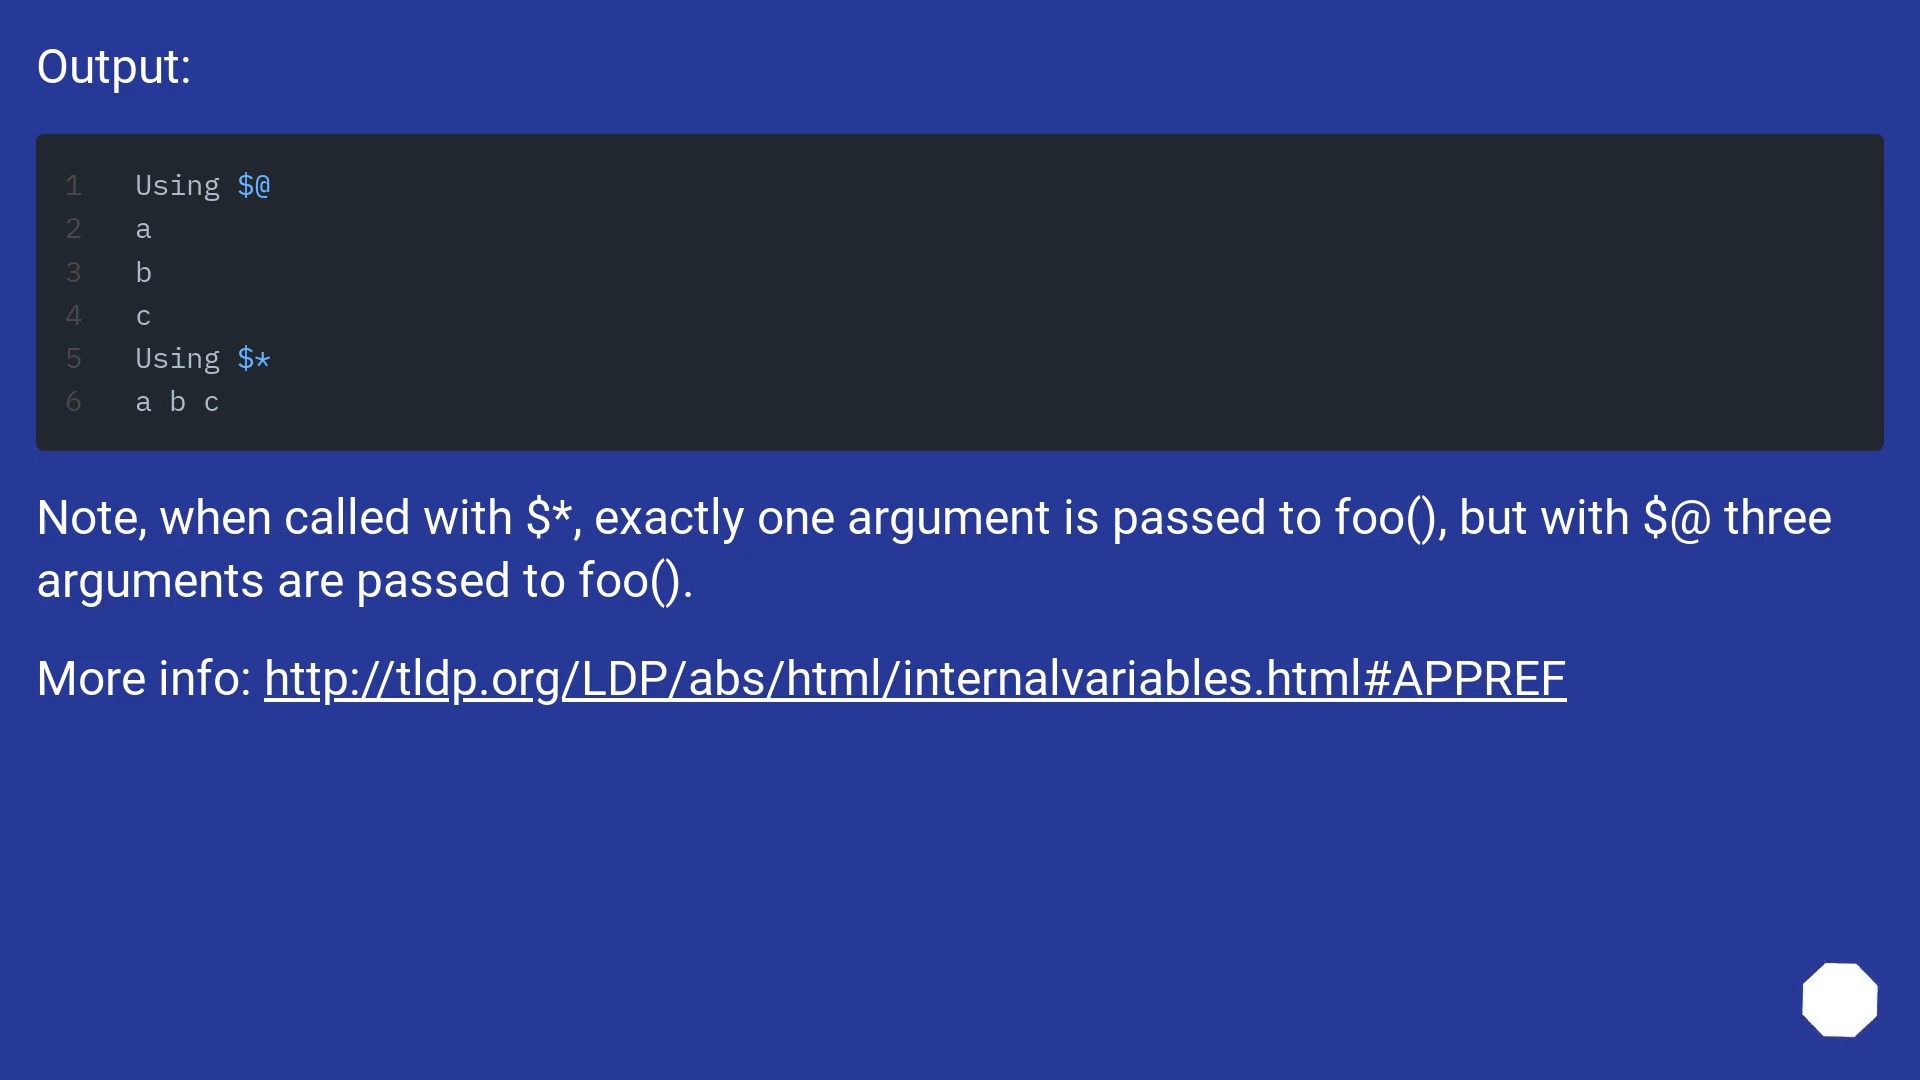 Output:
1 Using $@
2 a
3 b
4 c
5 Using $*
6 a b c
Note, when called with $*, exactly one argument is passed to foo(), but with $@ three
arguments are passed to foo().
More info: http://tldp.org/LDP/abs/html/internalvariables.html#APPREF